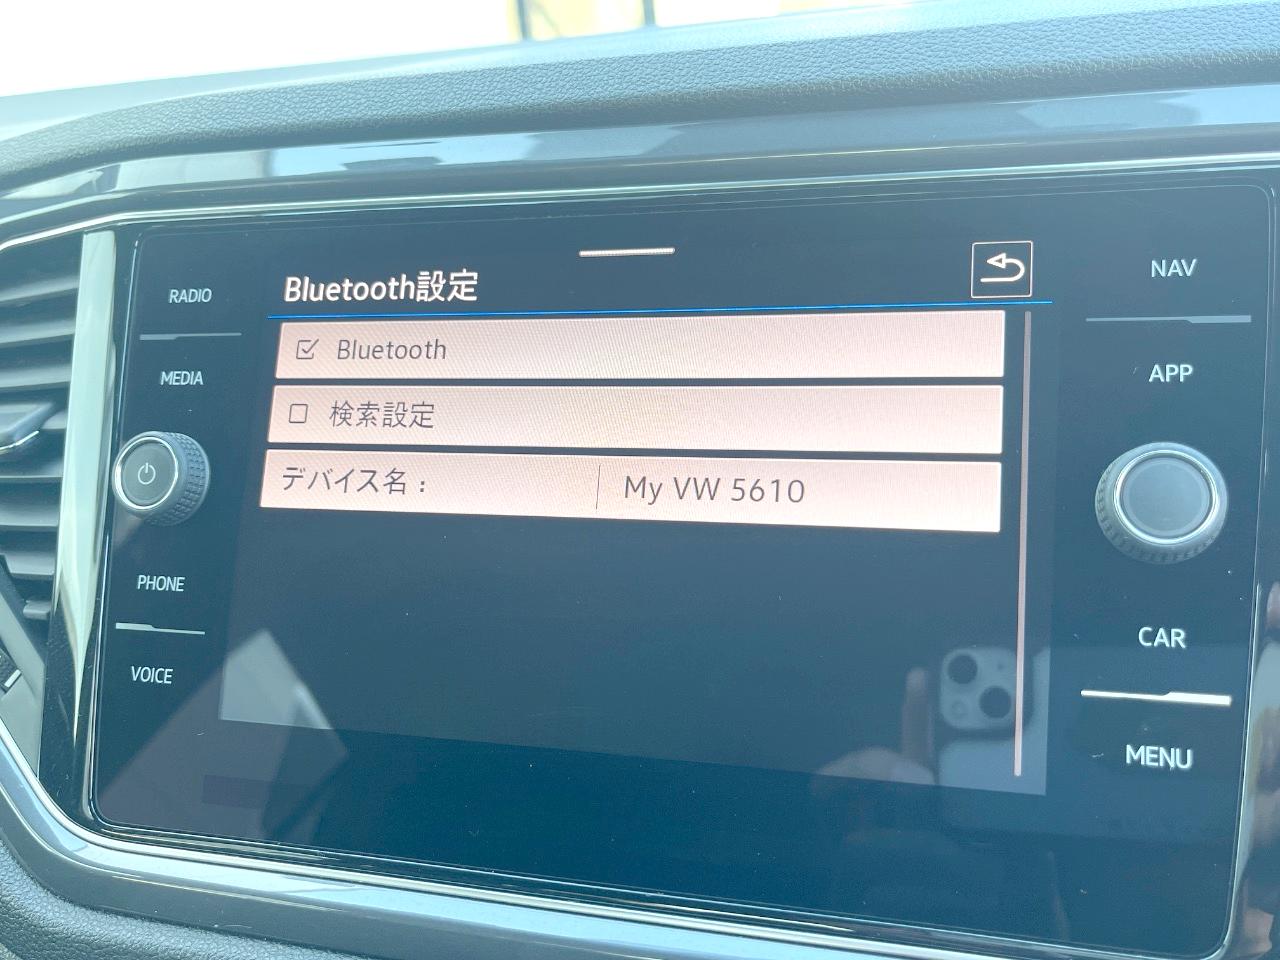 Bluetooth設定
Bluetooth
検索設定
デバイス名： My VW 5610
RADIO
MEDIA
PHONE
VOICE
NAV
APP
CAR
MENU